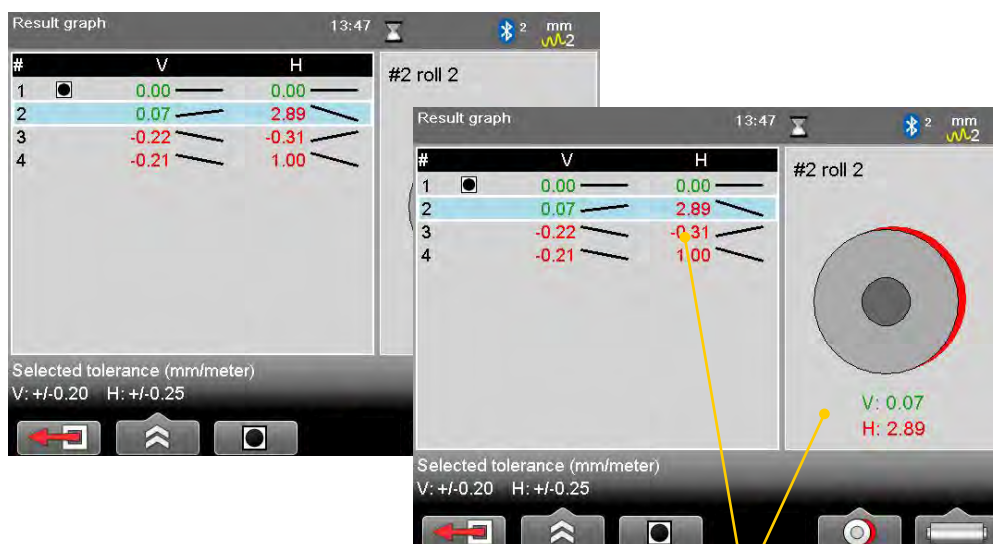 Result graph 13:47 2 mm
2
# V H
1 0.00 0.00
2 0.07 2.89
3 -0.22 -0.31
4 -0.21 1.00
#2 roll 2
Selected tolerance (mm/meter)
V: +/-0.20 H: +/-0.25
Result graph 13:47 2 mm
2
# V H
1 0.00 0.00
2 0.07 2.89
3 -0.22 -0.31
4 -0.21 1.00
#2 roll 2
V: 0.07
H: 2.89
Selected tolerance (mm/meter)
V: +/-0.20 H: +/-0.25